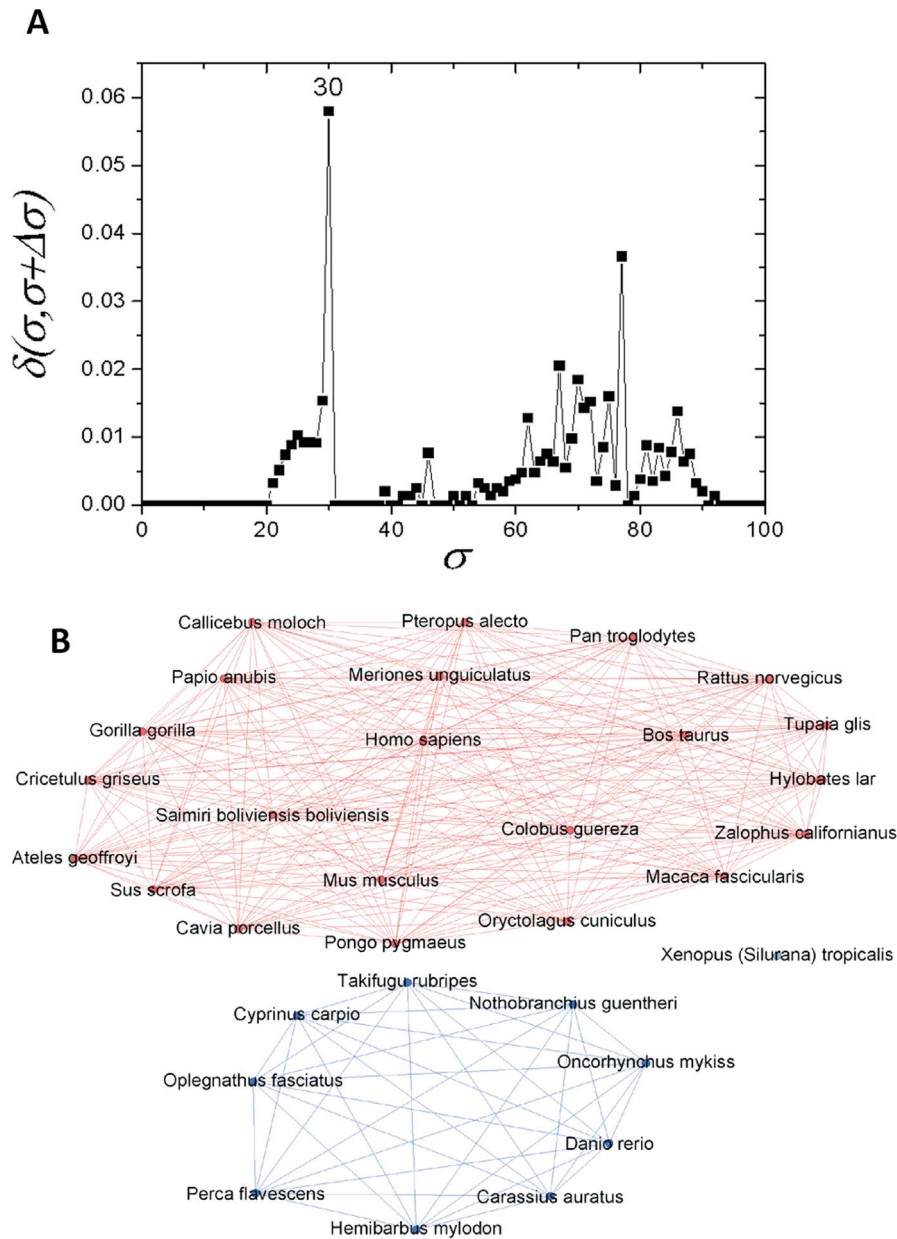 A
30
0.06
0.05
0.04
0.03
0.02
0.01
0.00
δ(σ,σ+Δσ)
0 20 40 60 80 100
σ
B
Callicebus moloch Pteropus alecto Pan troglodytes
Papio anubis Meriones unguiculatus Rattus norvegicus
Gorilla gorilla Homo sapiens Bos taurus Tupaia glis
Cricetulus griseus Hylobates lar
Saimiri boliviensis boliviensis Colobus guereza Zalophus californianus
Ateles geoffroyi
Sus scrofa Mus musculus Macaca fascicularis
Cavia porcellus Pongo pygmaeus Oryctolagus cuniculus
Xenopus (Silurana) tropicalis
Takifugu rubripes
Cyprinus carpio Nothobranchius guentheri
Oplegnathus fasciatus Oncorhynchus mykiss
Danio rerio
Perca flavescens Carassius auratus
Hemibarbus mylodon